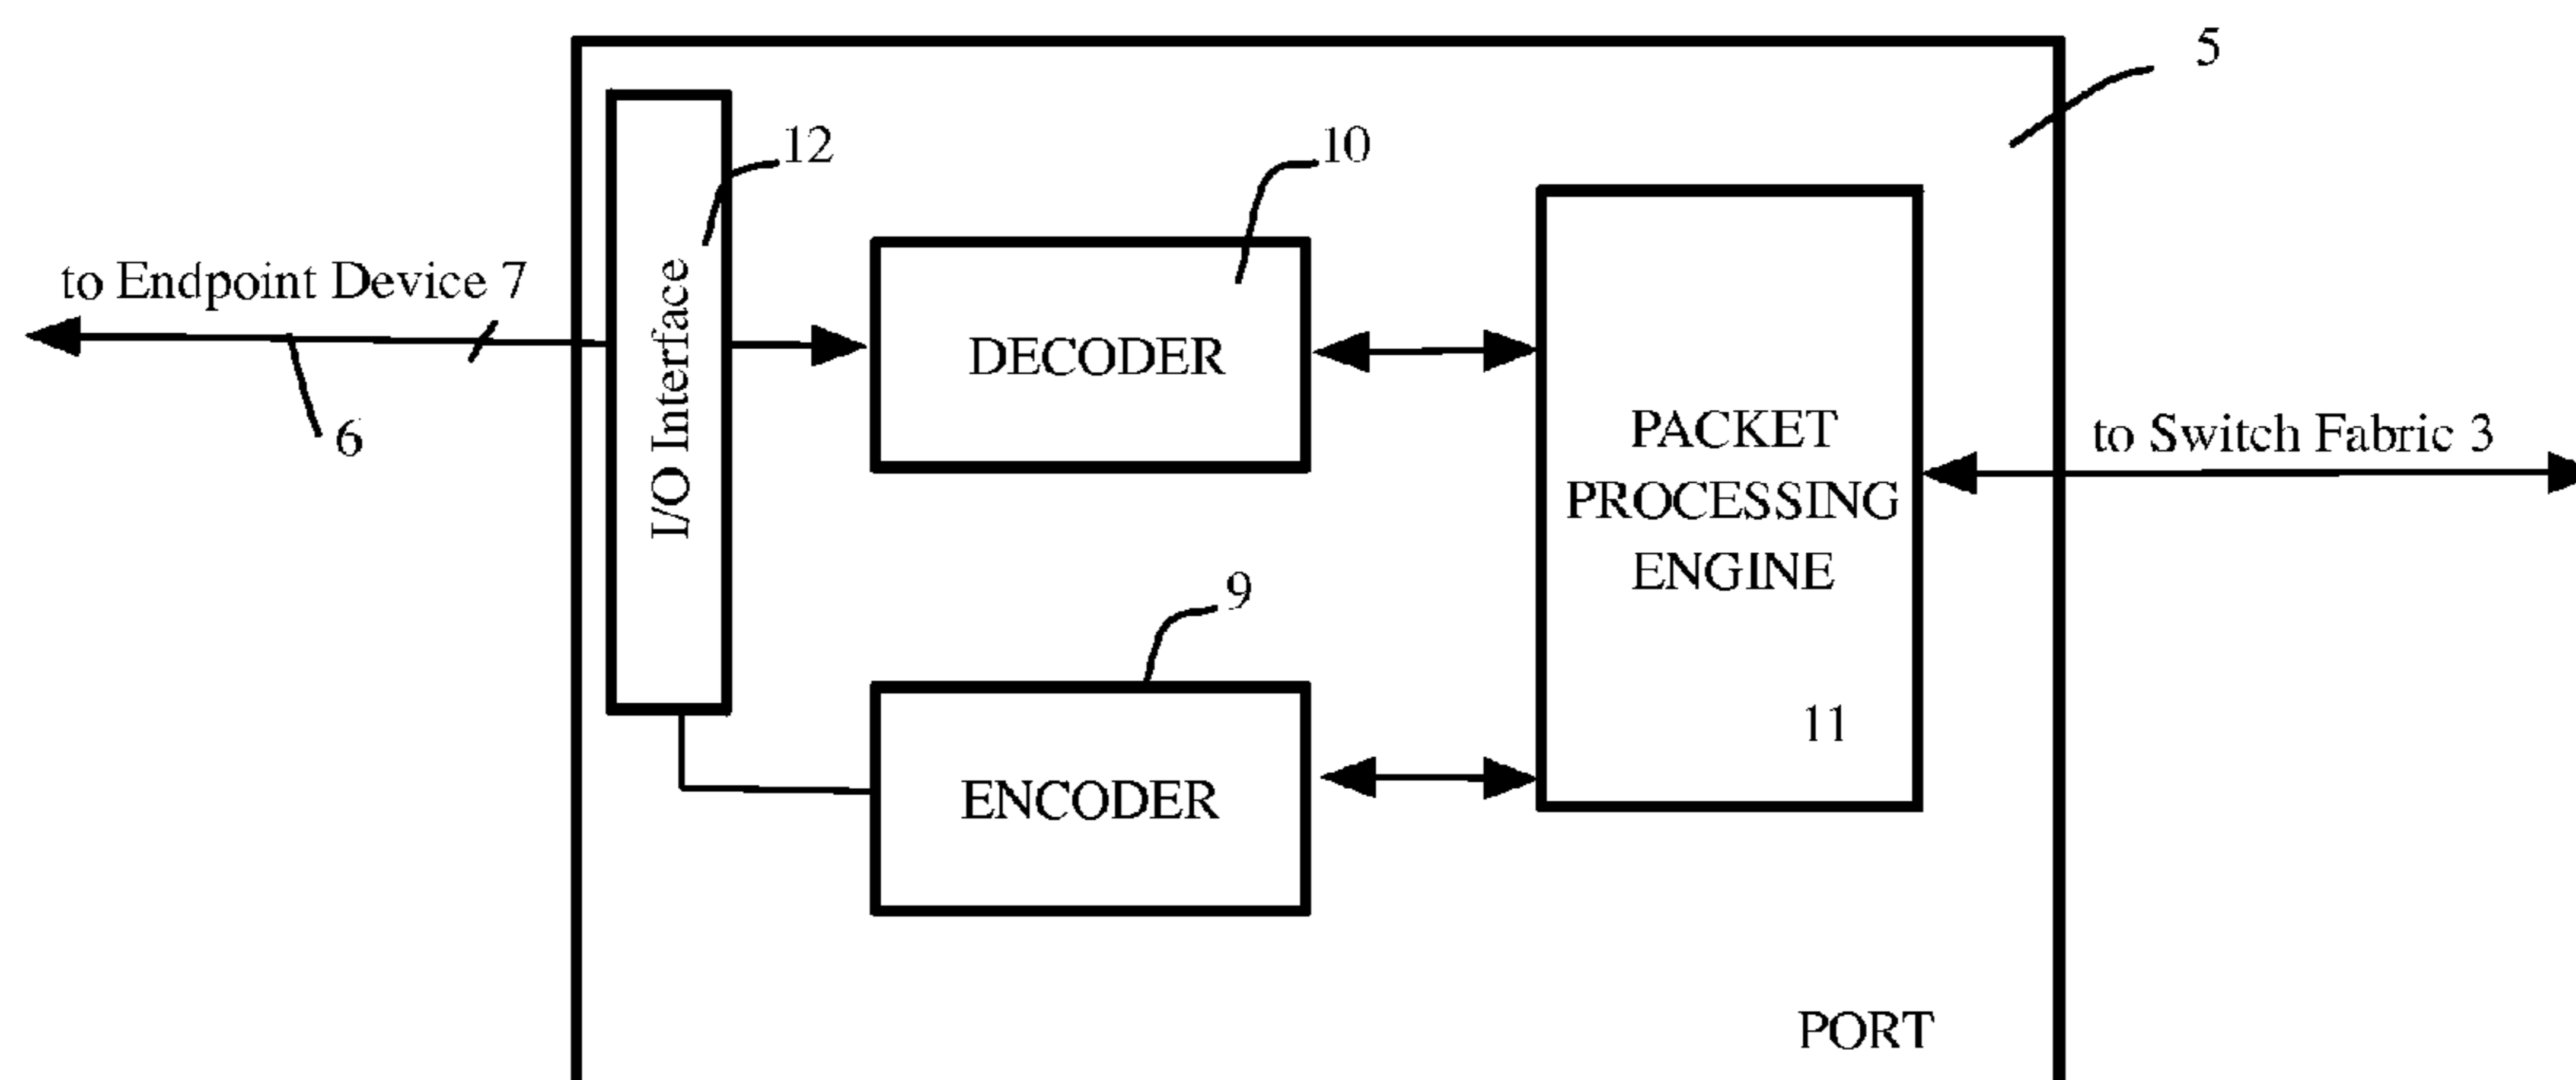 5
12
10
to Endpoint Device 7
I/O Interface
DECODER
6
PACKET
PROCESSING
ENGINE
to Switch Fabric 3
9
11
ENCODER
PORT